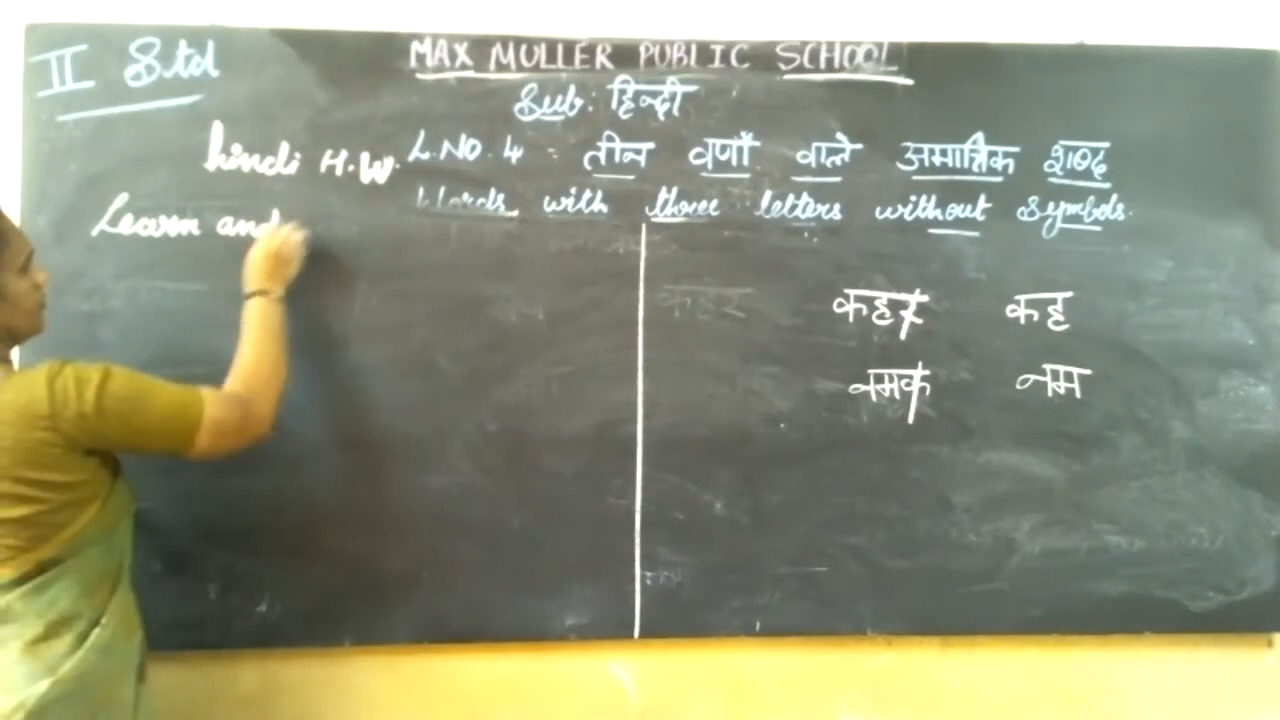 II Std
MAX MULLER PUBLIC SCHOOL
Sub: हिन्दी
hindi H.W.
L.NO.4 - तीन वर्णों वाले अमात्रिक शब्द
Words with three letters without Symbols.
Learn and
कहर
कहर कह
नमक नम